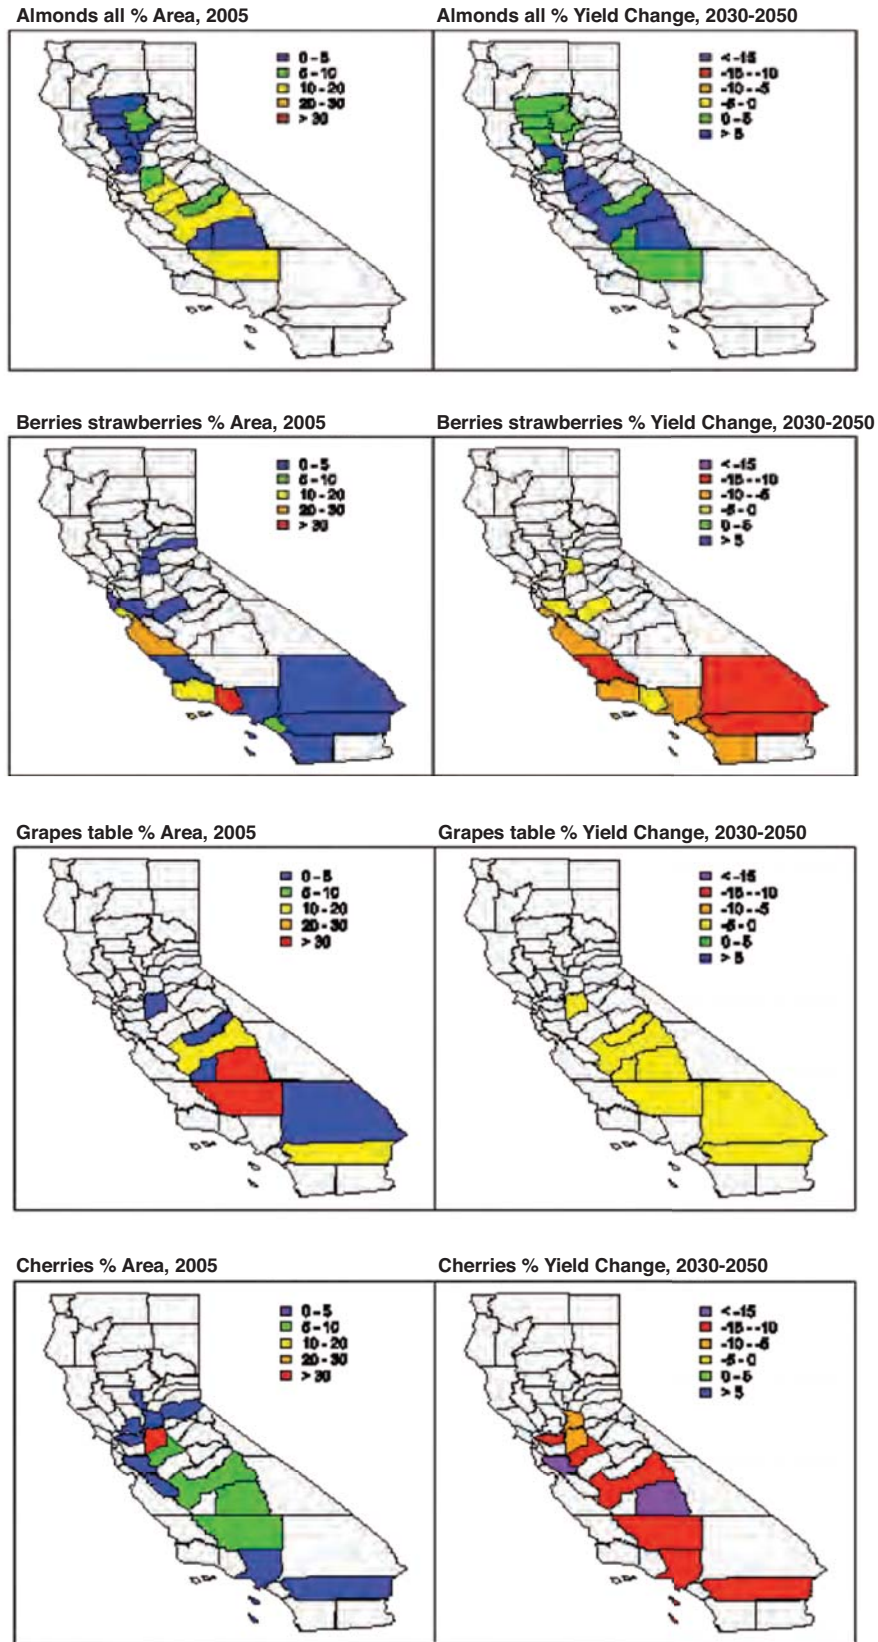 Almonds all % Area, 2005
0 - 5
5 - 10
10 - 20
20 - 30
> 30
Almonds all % Yield Change, 2030-2050
< -15
-15 - -10
-10 - -5
-5 - 0
0 - 5
> 5
Berries strawberries % Area, 2005
0 - 5
5 - 10
10 - 20
20 - 30
> 30
Berries strawberries % Yield Change, 2030-2050
< -15
-15 - -10
-10 - -5
-5 - 0
0 - 5
> 5
Grapes table % Area, 2005
0 - 5
5 - 10
10 - 20
20 - 30
> 30
Grapes table % Yield Change, 2030-2050
< -15
-15 - -10
-10 - -5
-5 - 0
0 - 5
> 5
Cherries % Area, 2005
0 - 5
5 - 10
10 - 20
20 - 30
> 30
Cherries % Yield Change, 2030-2050
< -15
-15 - -10
-10 - -5
-5 - 0
0 - 5
> 5